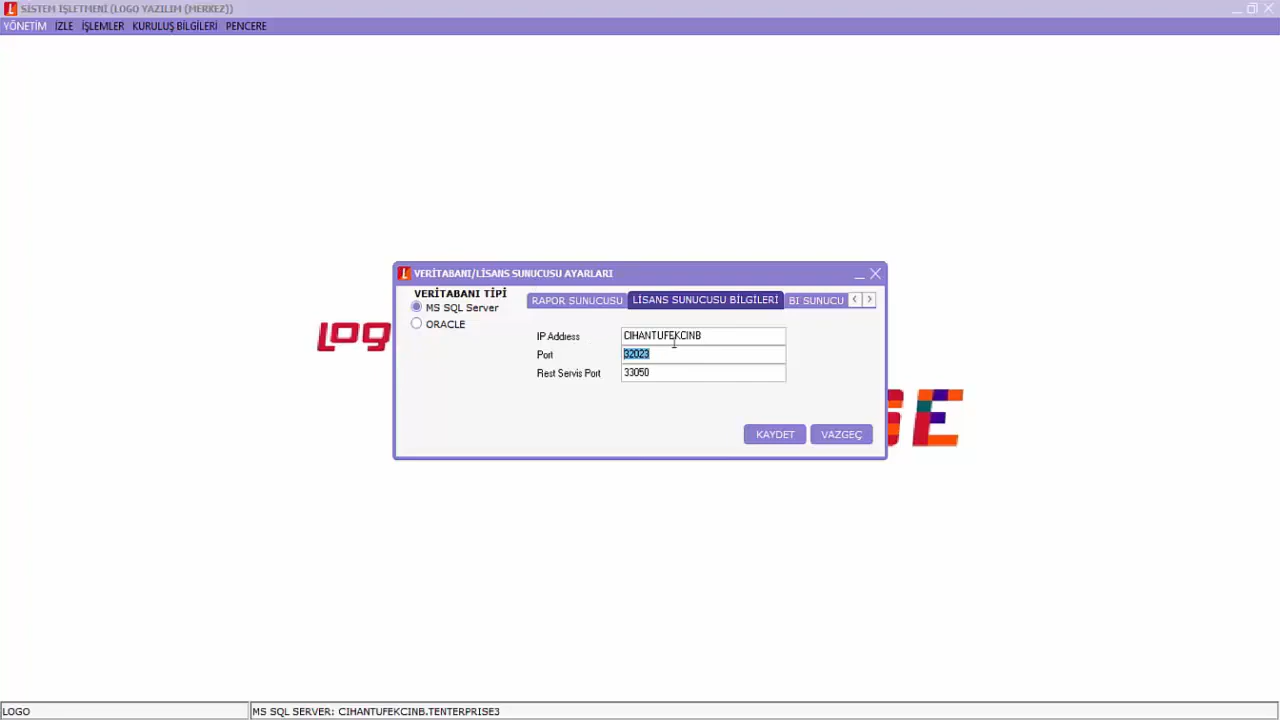 SİSTEM İŞLETMENİ (LOGO YAZILIM (MERKEZ))
YÖNETİM İZLE İŞLEMLER KURULUŞ BİLGİLERİ PENCERE
VERİTABANI/LİSANS SUNUCUSU AYARLARI
VERİTABANI TİPİ
MS SQL Server
ORACLE
RAPOR SUNUCUSU LİSANS SUNUCUSU BİLGİLERİ BI SUNUCU
IP Address CIHANTUFEKCINB
Port 32023
Rest Servis Port 33050
KAYDET VAZGEÇ
LOGO
MS SQL SERVER: CIHANTUFEKCINB.TENTERPRISE3